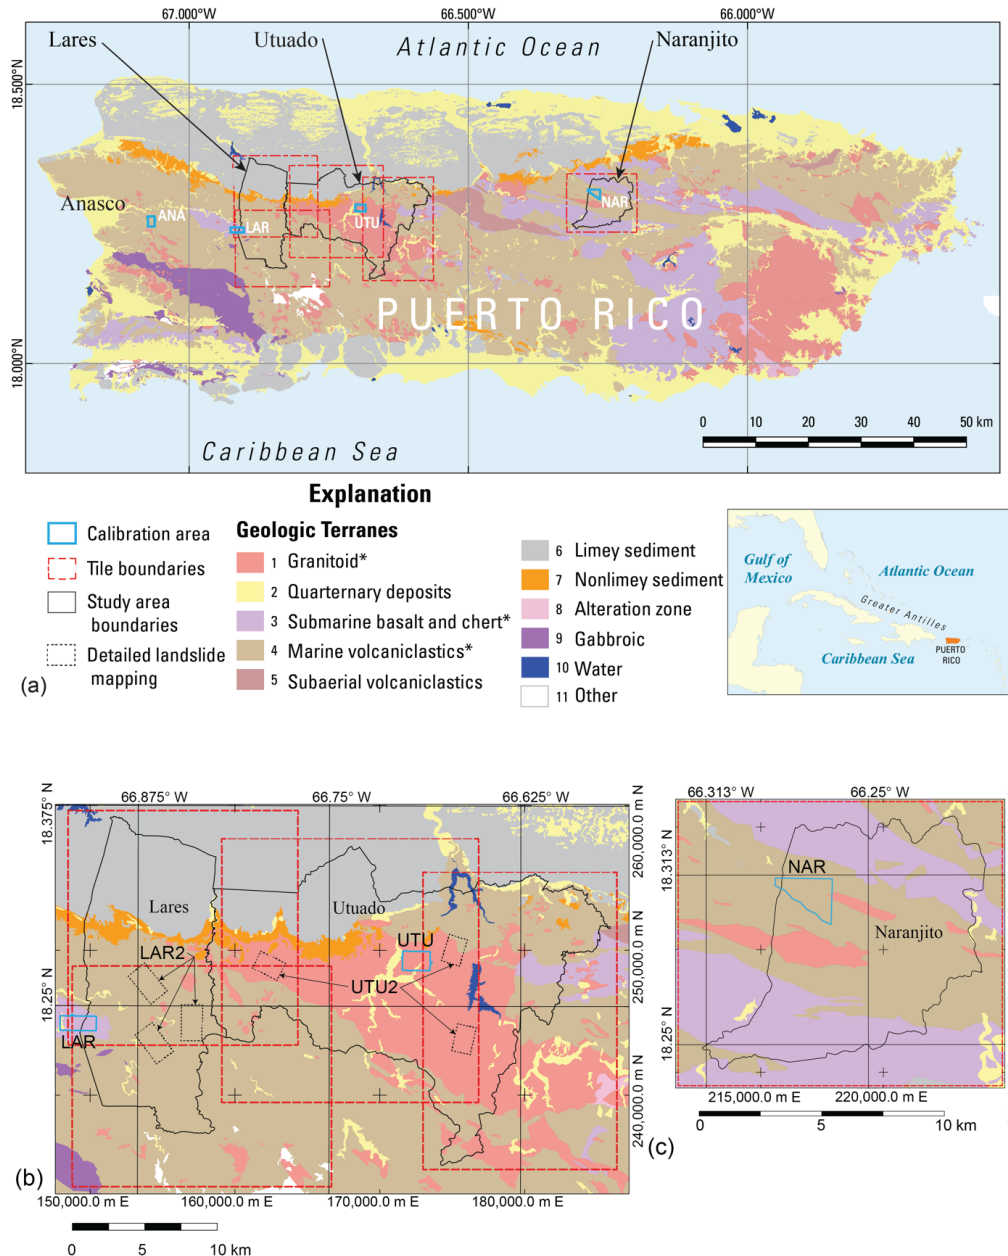 67.000°W
66.500°W
66.000°W
Lares
Utuado
Atlantic Ocean
Naranjito
18.500°N
Anasco
ANA
LAR
UTU
NAR
PUERTO RICO
18.000°N
0 10 20 30 40 50 km
Caribbean Sea
Explanation
Calibration area
Tile boundaries
Study area
boundaries
Detailed landslide
mapping
(a)
Geologic Terranes
1 Granitoid*
2 Quarternary deposits
3 Submarine basalt and chert*
4 Marine volcaniclastics*
5 Subaerial volcaniclastics
6 Limey sediment
7 Nonlimey sediment
8 Alteration zone
9 Gabbroic
10 Water
11 Other
Gulf of
Mexico
Atlantic Ocean
Greater Antilles
Caribbean Sea
PUERTO
RICO
66.875° W
66.75° W
66.625° W
18.375° N
260,000.0 m N
Lares
Utuado
UTU
LAR2
UTU2
250,000.0 m N
18.25° N
LAR
240,000.0 m N
(b)
150,000.0 m E
160,000.0 m E
170,000.0 m E
180,000.0 m E
0 5 10 km
66.313° W
66.25° W
18.313° N
NAR
Naranjito
18.25° N
215,000.0 m E
220,000.0 m E
(c)
0 5 10 km